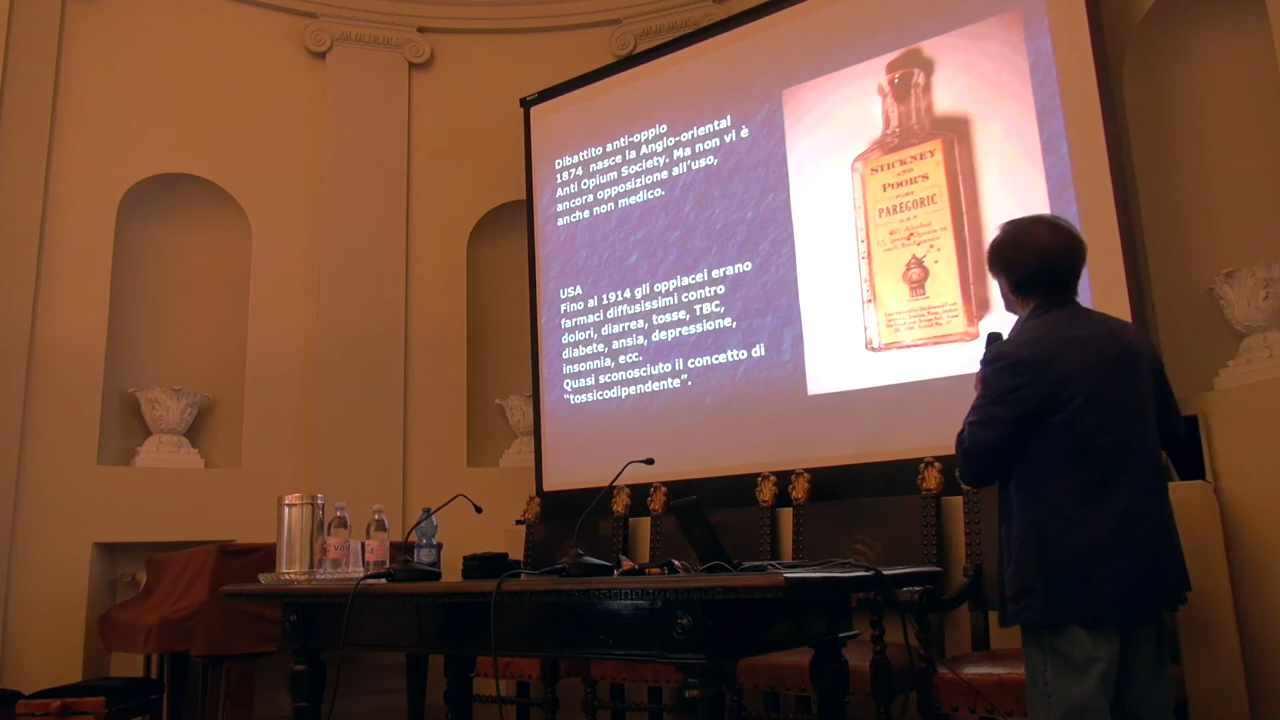 Dibattito anti-oppio
1874 nasce la Anglo-oriental
Anti Opium Society. Ma non vi è
ancora opposizione all'uso,
anche non medico.
USA
Fino al 1914 gli oppiacei erano
farmaci diffusissimi contro
dolori, diarrea, tosse, TBC,
diabete, ansia, depressione,
insonnia, ecc.
Quasi sconosciuto il concetto di
"tossicodipendente".
STICKNEY
AND
POOR'S
PURE
PAREGORIC
Alcohol